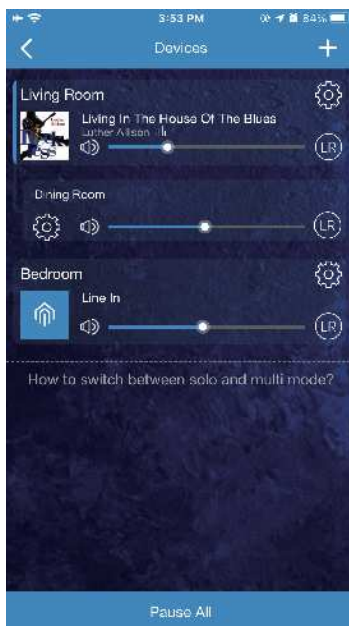 3:53 PM
84%
Devices
+
Living Room
Living In The House Of The Blues
Luther Allison
LR
Dining Room
LR
Bedroom
Line In
LR
How to switch between solo and multi mode?
Pause All